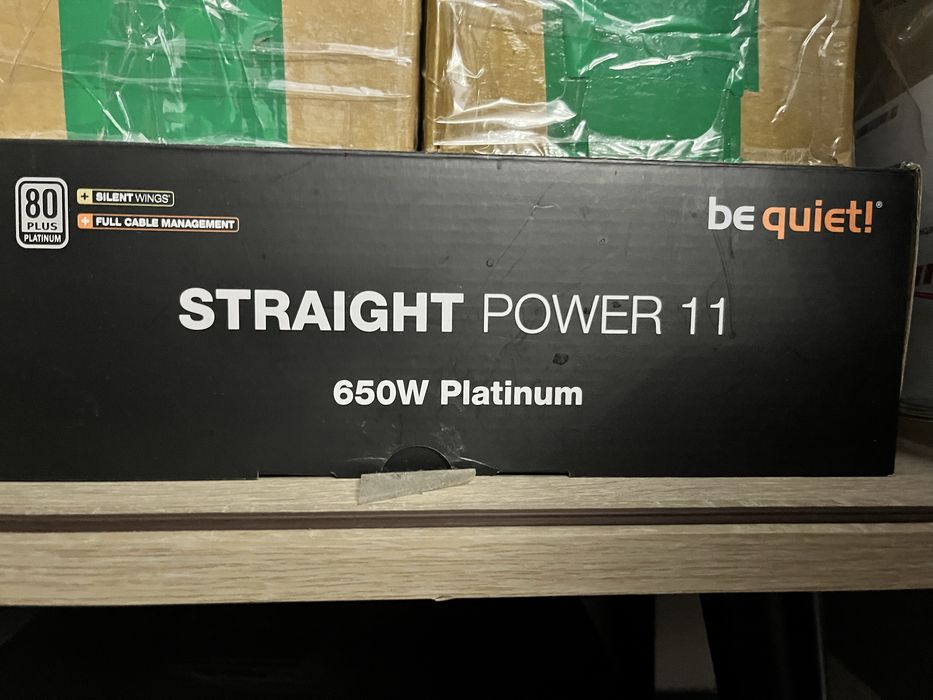 80
PLUS
PLATINUM
+ SILENT WINGS®
+ FULL CABLE MANAGEMENT
be quiet!®
STRAIGHT POWER 11
650W Platinum